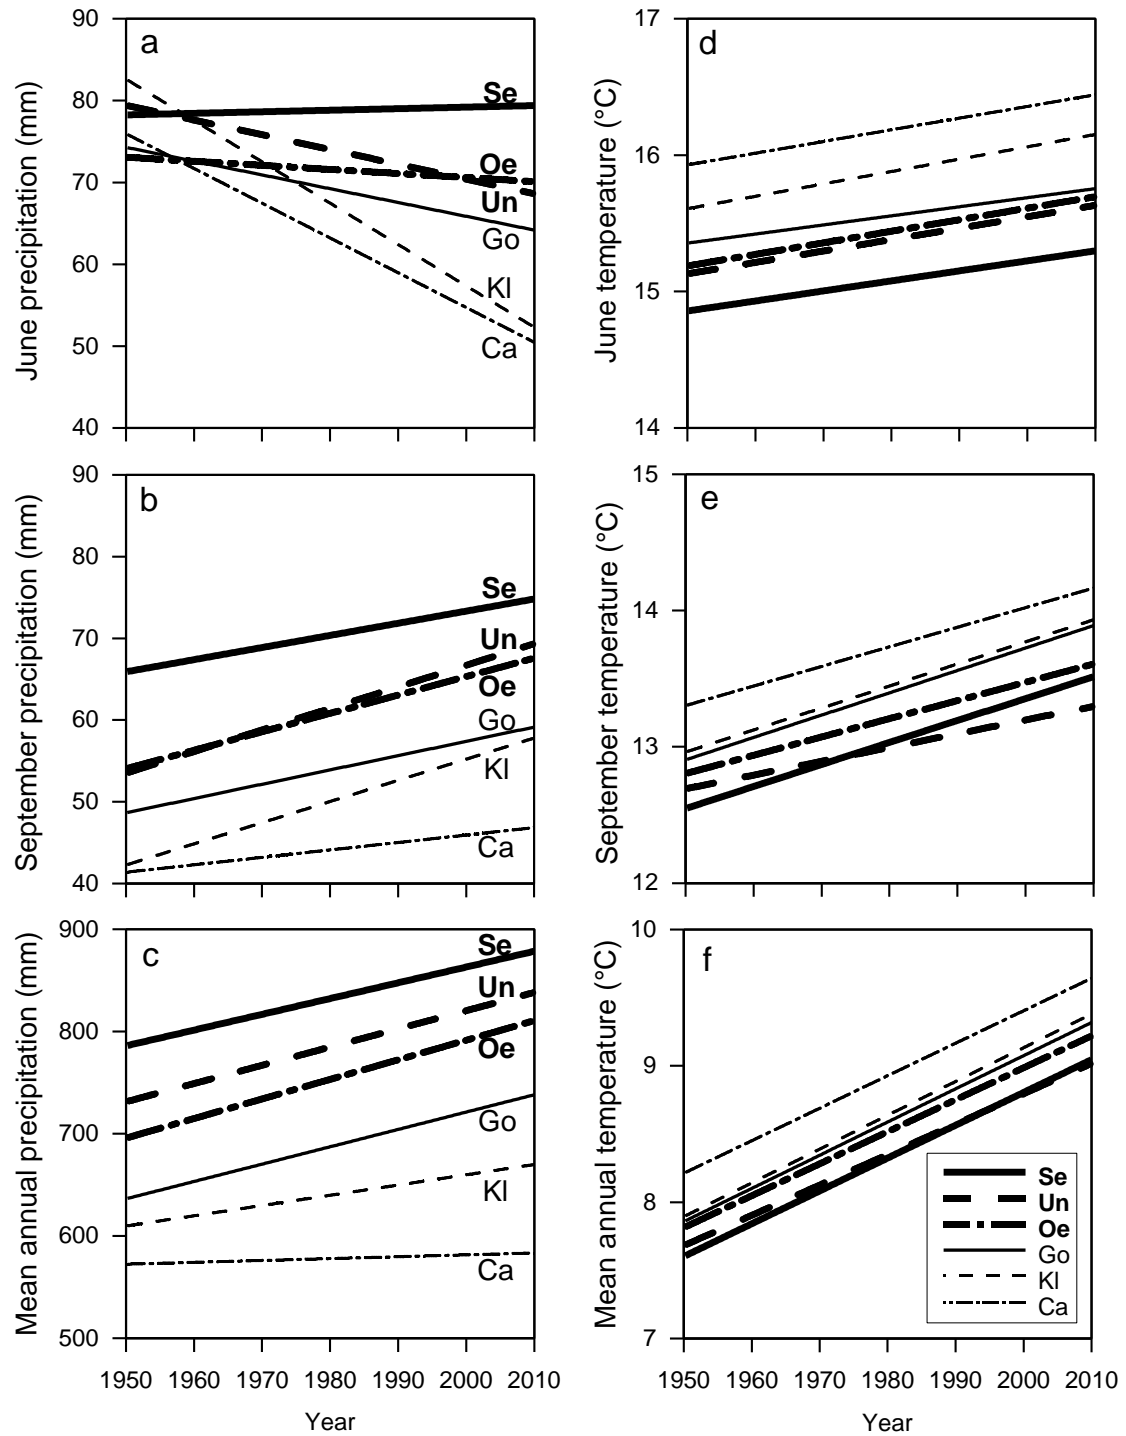 a
90
80
70
60
50
40
June precipitation (mm)
Se
Oe
Un
Go
Kl
Ca
d
17
16
15
14
June temperature (°C)
b
90
80
70
60
50
40
September precipitation (mm)
Se
Un
Oe
Go
Kl
Ca
e
15
14
13
12
September temperature (°C)
c
900
800
700
600
500
Mean annual precipitation (mm)
Se
Un
Oe
Go
Kl
Ca
1950 1960 1970 1980 1990 2000 2010
Year
f
10
9
8
7
Mean annual temperature (°C)
Se
Un
Oe
Go
Kl
Ca
1950 1960 1970 1980 1990 2000 2010
Year